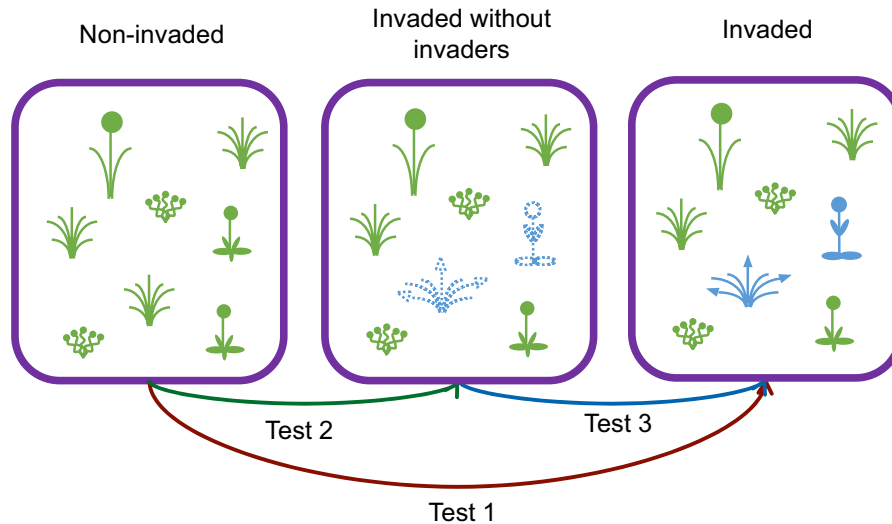 Non-invaded
Invaded without
invaders
Invaded
Test 2
Test 3
Test 1